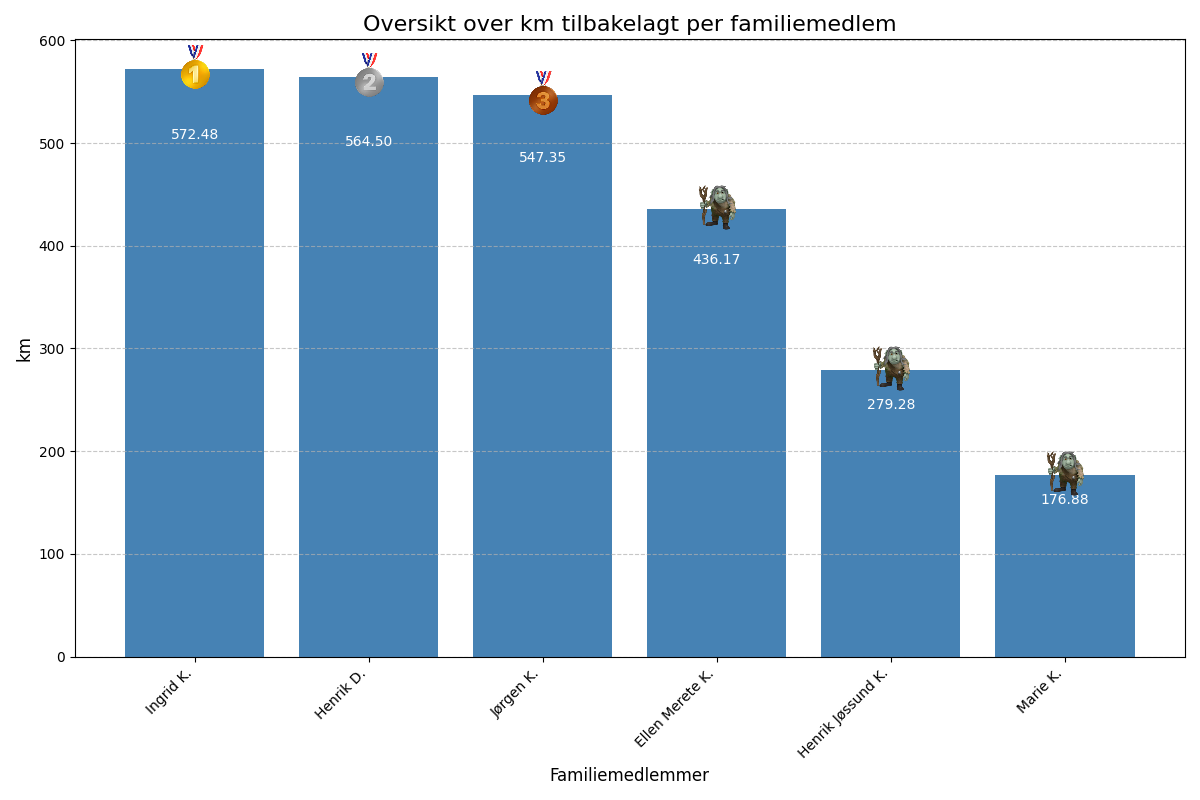 Oversikt over km tilbakelagt per familiemedlem
km
600
500
400
300
200
100
0
1
2
3
572.48
564.50
547.35
436.17
279.28
176.88
Ingrid K.
Henrik D.
Jørgen K.
Ellen Merete K.
Henrik Jøssund K.
Marie K.
Familiemedlemmer